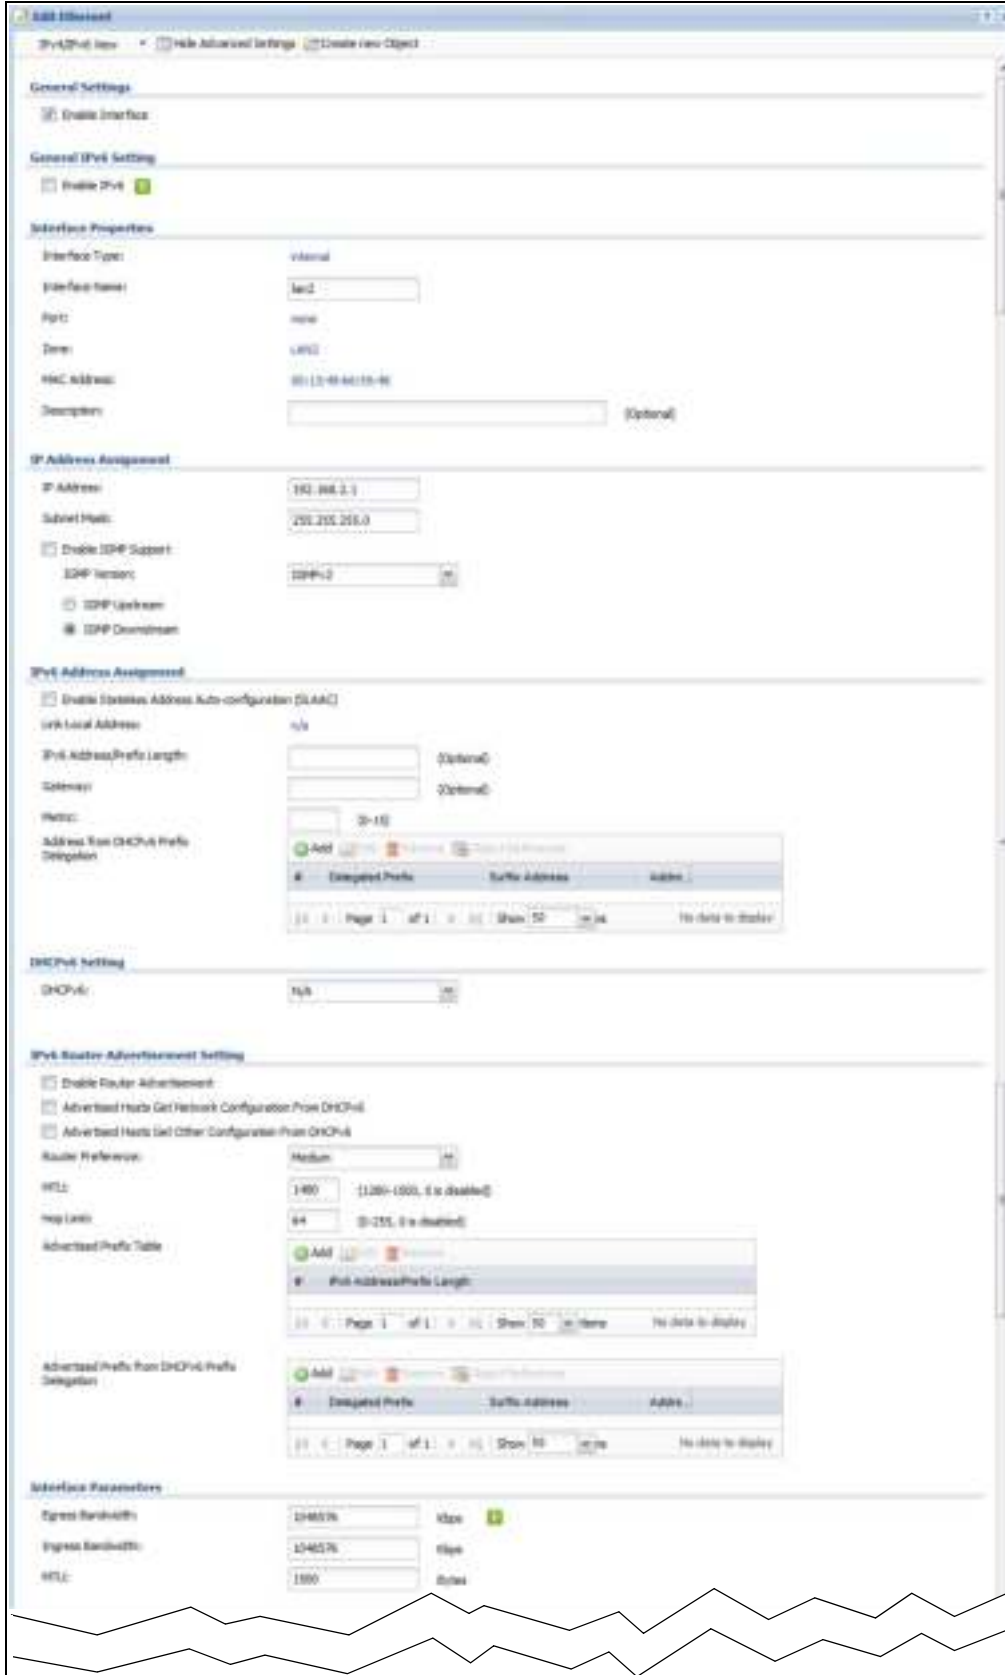 Edit Ethernet
IPv4/IPv6 View Hide Advanced Settings Create new Object
General Settings
Enable Interface
General IPv6 Setting
Enable IPv6
Interface Properties
Interface Type: internal
Interface Name: lan2
Port: none
Zone: LAN2
MAC Address:
Description: (Optional)
IP Address Assignment
IP Address: 192.168.2.1
Subnet Mask: 255.255.255.0
Enable IGMP Support
IGMP Version: IGMPv2
IGMP Upstream
IGMP Downstream
IPv6 Address Assignment
Enable Stateless Address Auto-configuration (SLAAC)
Link Local Address: n/a
IPv6 Address/Prefix Length: (Optional)
Gateway: (Optional)
Metric: (0-15)
Address from DHCPv6 Prefix
Delegation
Add Edit Remove
# Delegated Prefix Suffix Address Addre...
Page 1 of 1 Show 50 No data to display
DHCPv6 Setting
DHCPv6: N/A
IPv6 Router Advertisement Setting
Enable Router Advertisement
Advertised Hosts Get Network Configuration From DHCPv6
Advertised Hosts Get Other Configuration From DHCPv6
Router Preference: Medium
MTU: 1480 (1280-1500, 0 is disabled)
Hop Limit: 64 (0-255, 0 is disabled)
Advertised Prefix Table
Add Edit Remove
# IPv6 Address/Prefix Length
Page 1 of 1 Show 50 items No data to display
Advertised Prefix from DHCPv6 Prefix
Delegation
Add Edit Remove
# Delegated Prefix Suffix Address Addre...
Page 1 of 1 Show 50 No data to display
Interface Parameters
Egress Bandwidth: 1048576 Kbps
Ingress Bandwidth: 1048576 Kbps
MTU: 1500 Bytes